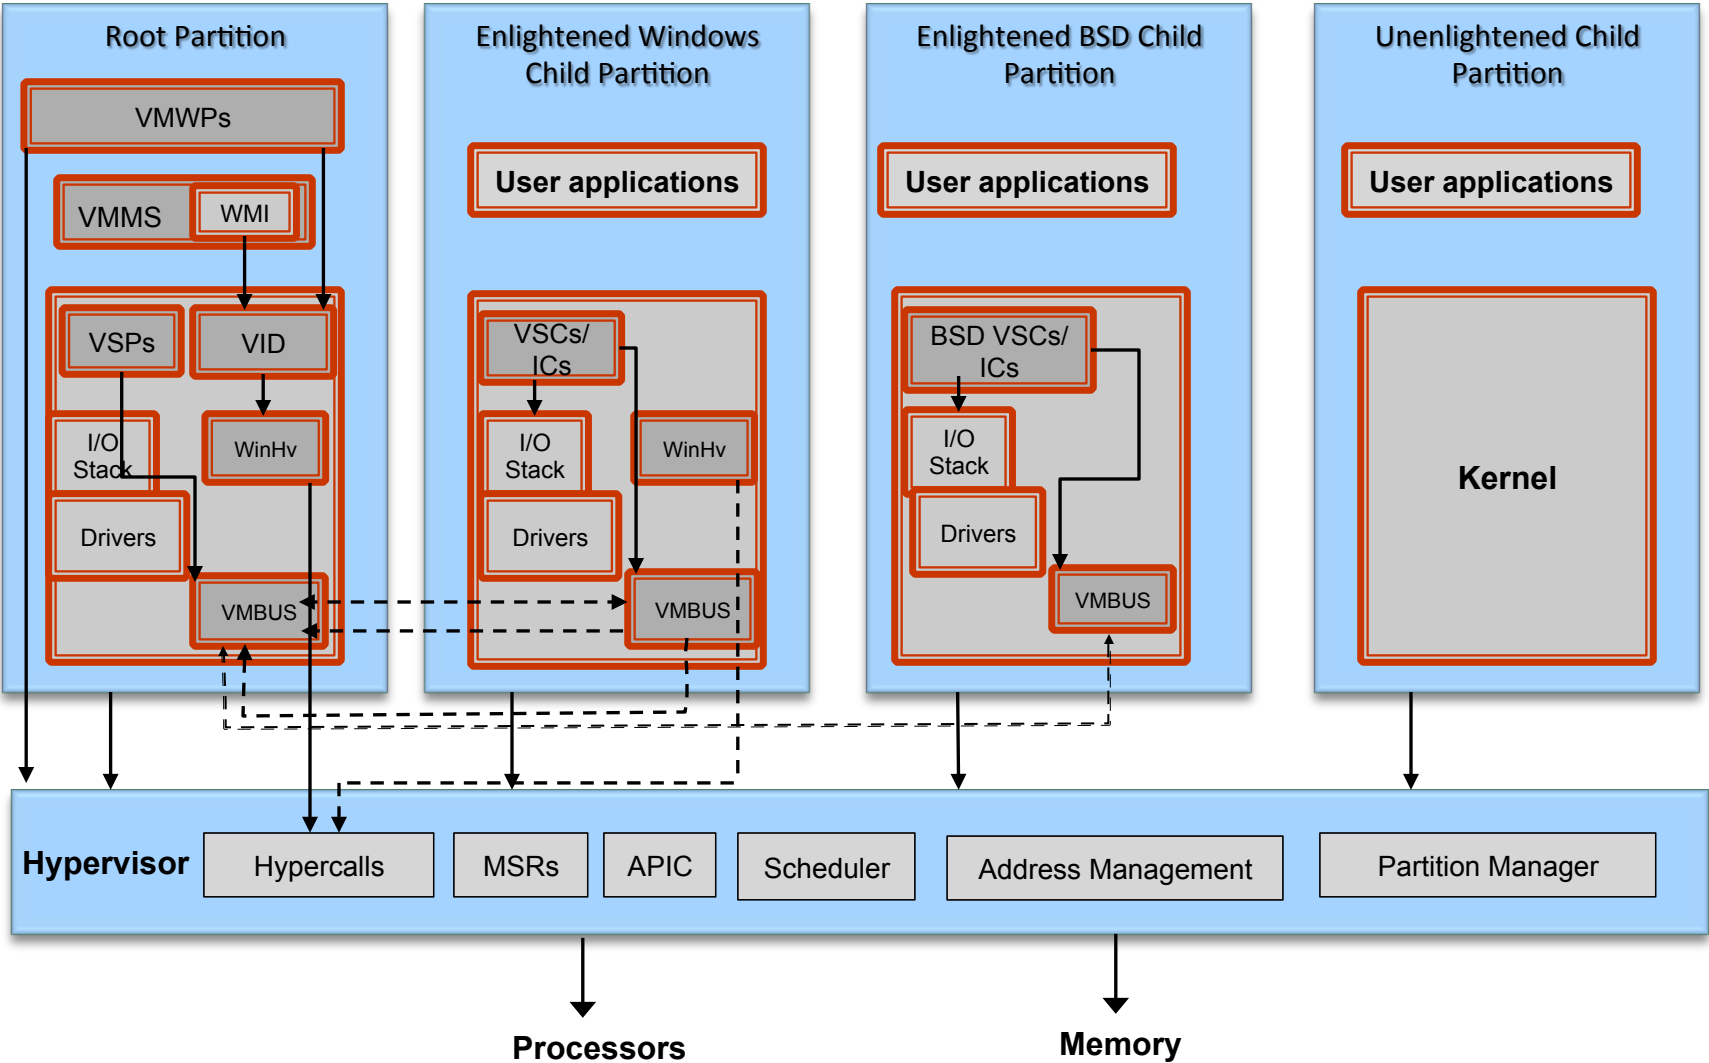 Root Partition
VMWPs
VMMS
WMI
VSPs
VID
I/O
Stack
WinHv
Drivers
VMBUS
Enlightened Windows
Child Partition
User applications
VSCs/
ICs
I/O
Stack
WinHv
Drivers
VMBUS
Enlightened BSD Child
Partition
User applications
BSD VSCs/
ICs
I/O
Stack
Drivers
VMBUS
Unenlightened Child
Partition
User applications
Kernel
Hypervisor
Hypercalls
MSRs
APIC
Scheduler
Address Management
Partition Manager
Processors
Memory